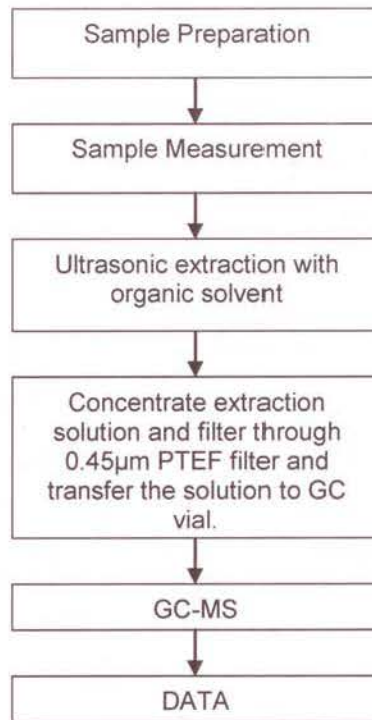 Sample Preparation
Sample Measurement
Ultrasonic extraction with
organic solvent
Concentrate extraction
solution and filter through
0.45µm PTEF filter and
transfer the solution to GC
vial.
GC-MS
DATA